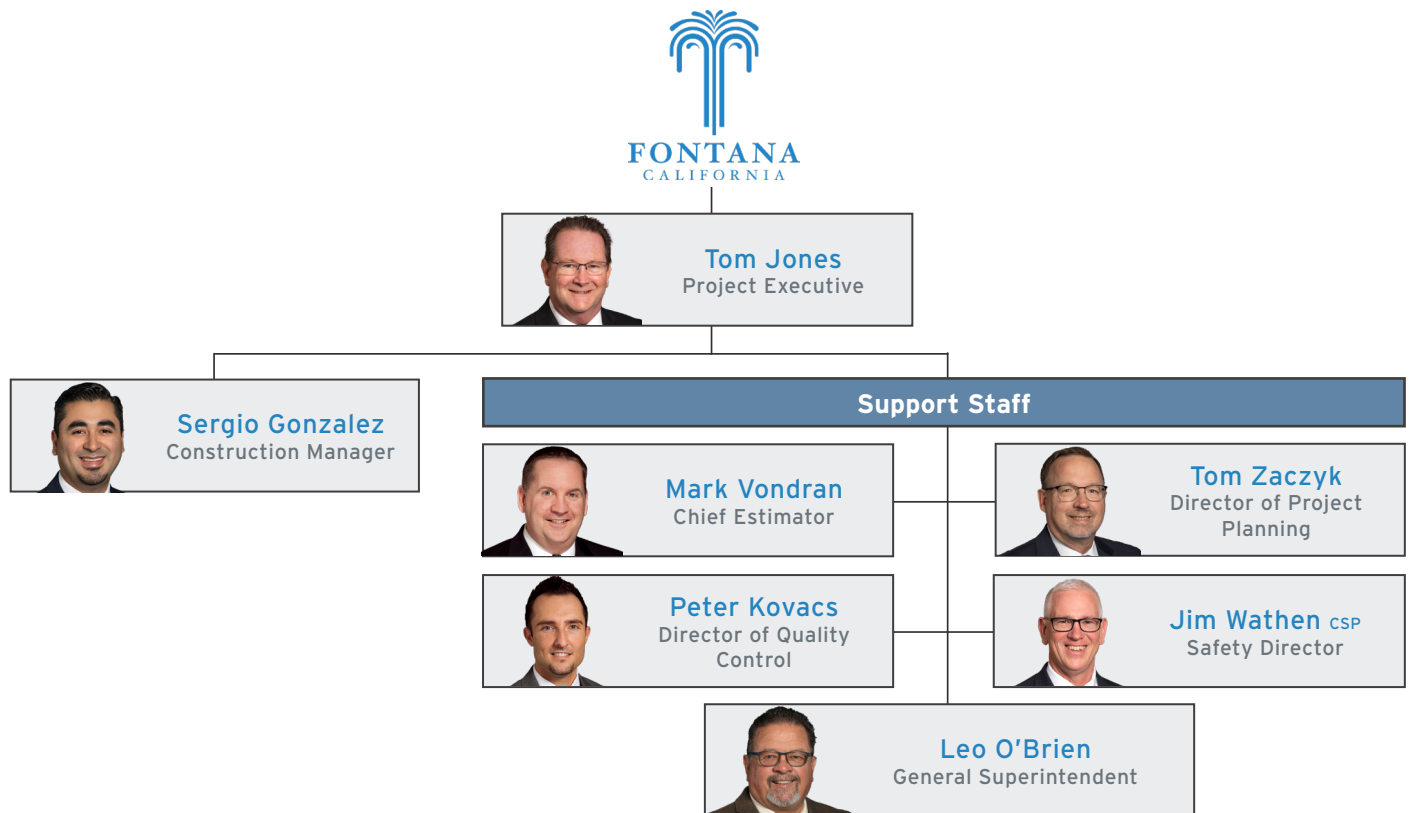 FONTANA
CALIFORNIA
Tom Jones
Project Executive
Sergio Gonzalez
Construction Manager
Support Staff
Mark Vondran
Chief Estimator
Tom Zaczyk
Director of Project
Planning
Peter Kovacs
Director of Quality
Control
Jim Wathen CSP
Safety Director
Leo O’Brien
General Superintendent